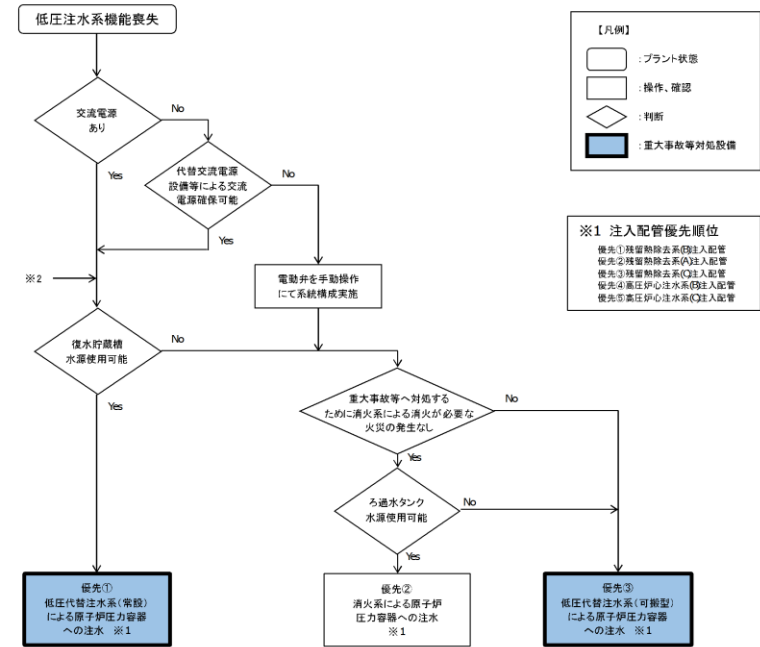 低圧注水系機能喪失
交流電源
あり
No
Yes
代替交流電源
設備等による交流
電源確保可能
No
Yes
※2
電動弁を手動操作
にて系統構成実施
復水貯蔵槽
水源使用可能
No
Yes
重大事故等へ対処する
ために消火系による消火が必要な
火災の発生なし
No
Yes
ろ過水タンク
水源使用可能
No
Yes
優先①
低圧代替注水系(常設)
による原子炉圧力容器
への注水 ※1
優先②
消火系による原子炉
圧力容器への注水
※1
優先③
低圧代替注水系(可搬型)
による原子炉圧力容器
への注水 ※1
【凡例】
:プラント状態
:操作、確認
:判断
:重大事故等対処設備
※1 注入配管優先順位
優先①残留熱除去系(B)注入配管
優先②残留熱除去系(A)注入配管
優先③残留熱除去系(C)注入配管
優先④高圧炉心注水系(B)注入配管
優先⑤高圧炉心注水系(C)注入配管